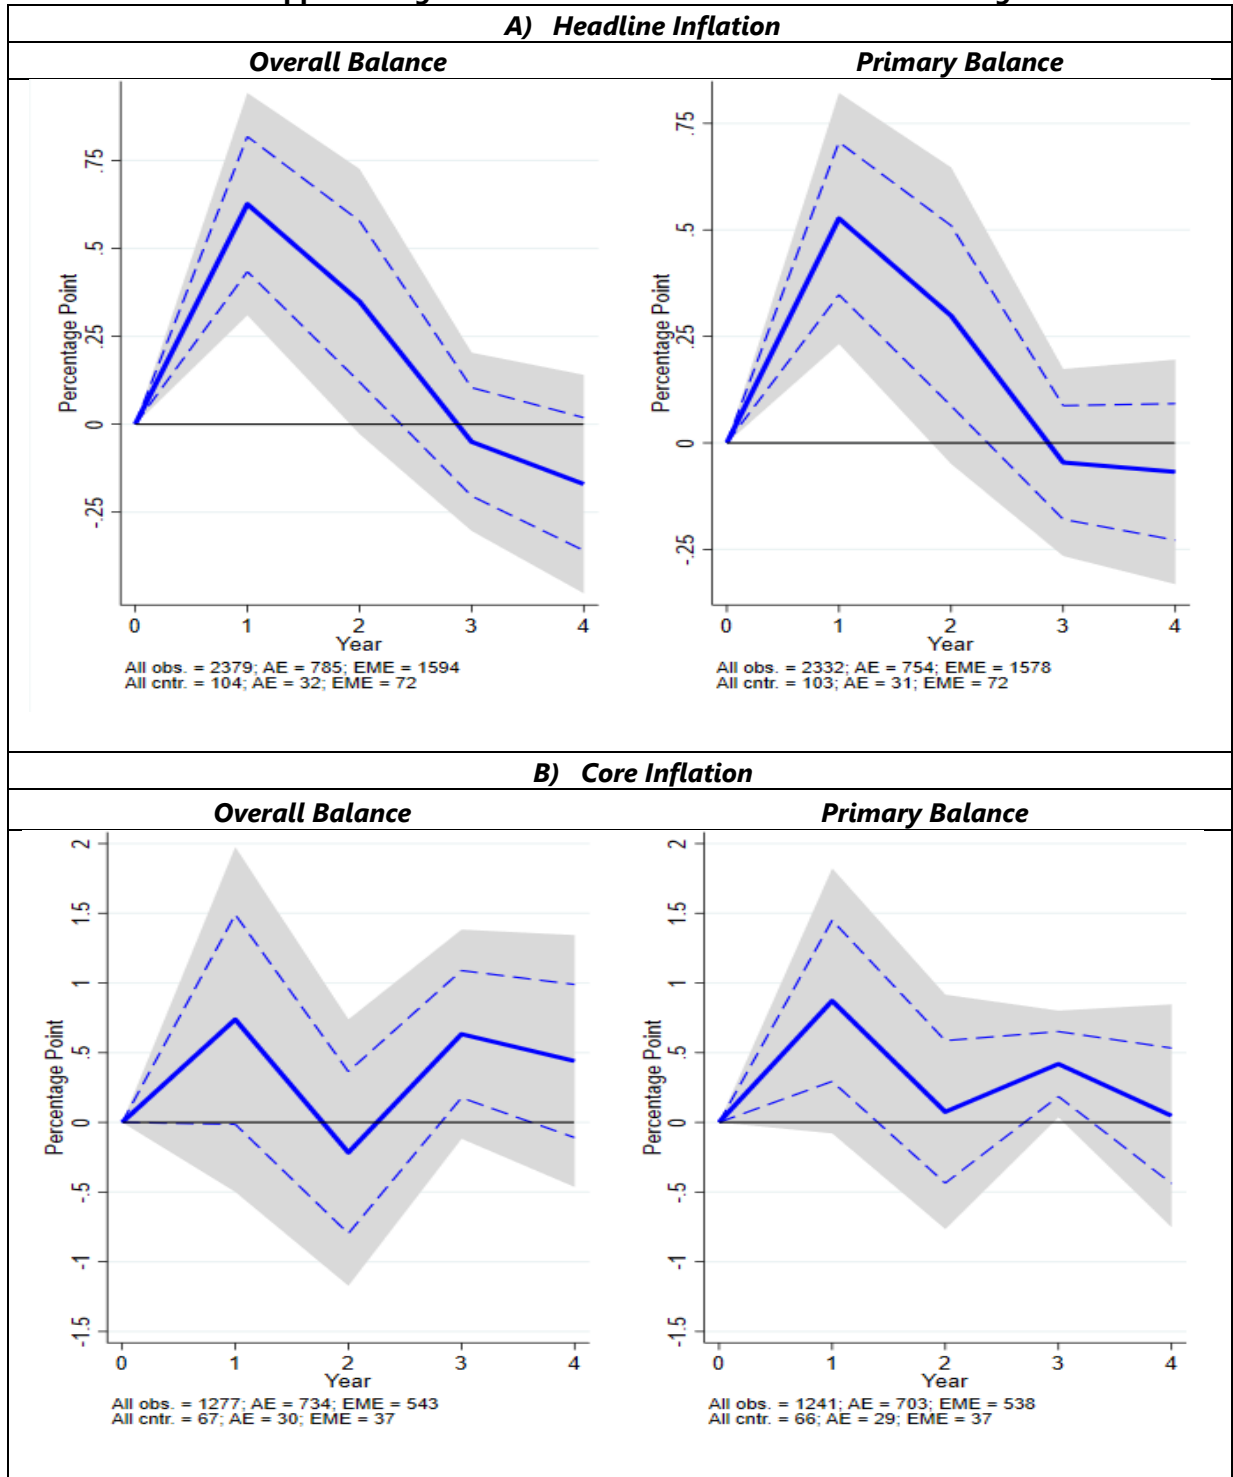 A) Headline Inflation
Overall Balance
Primary Balance
Percentage Point
.75
.5
.25
0
-.25
0 1 2 3 4
Year
All obs. = 2379; AE = 785; EME = 1594
All cntr. = 104; AE = 32; EME = 72
Percentage Point
.75
.5
.25
0
-.25
0 1 2 3 4
Year
All obs. = 2332; AE = 754; EME = 1578
All cntr. = 103; AE = 31; EME = 72
B) Core Inflation
Overall Balance
Primary Balance
Percentage Point
2
1.5
1
.5
0
-.5
-1
-1.5
0 1 2 3 4
Year
All obs. = 1277; AE = 734; EME = 543
All cntr. = 67; AE = 30; EME = 37
Percentage Point
2
1.5
1
.5
0
-.5
-1
-1.5
0 1 2 3 4
Year
All obs. = 1241; AE = 703; EME = 538
All cntr. = 66; AE = 29; EME = 37